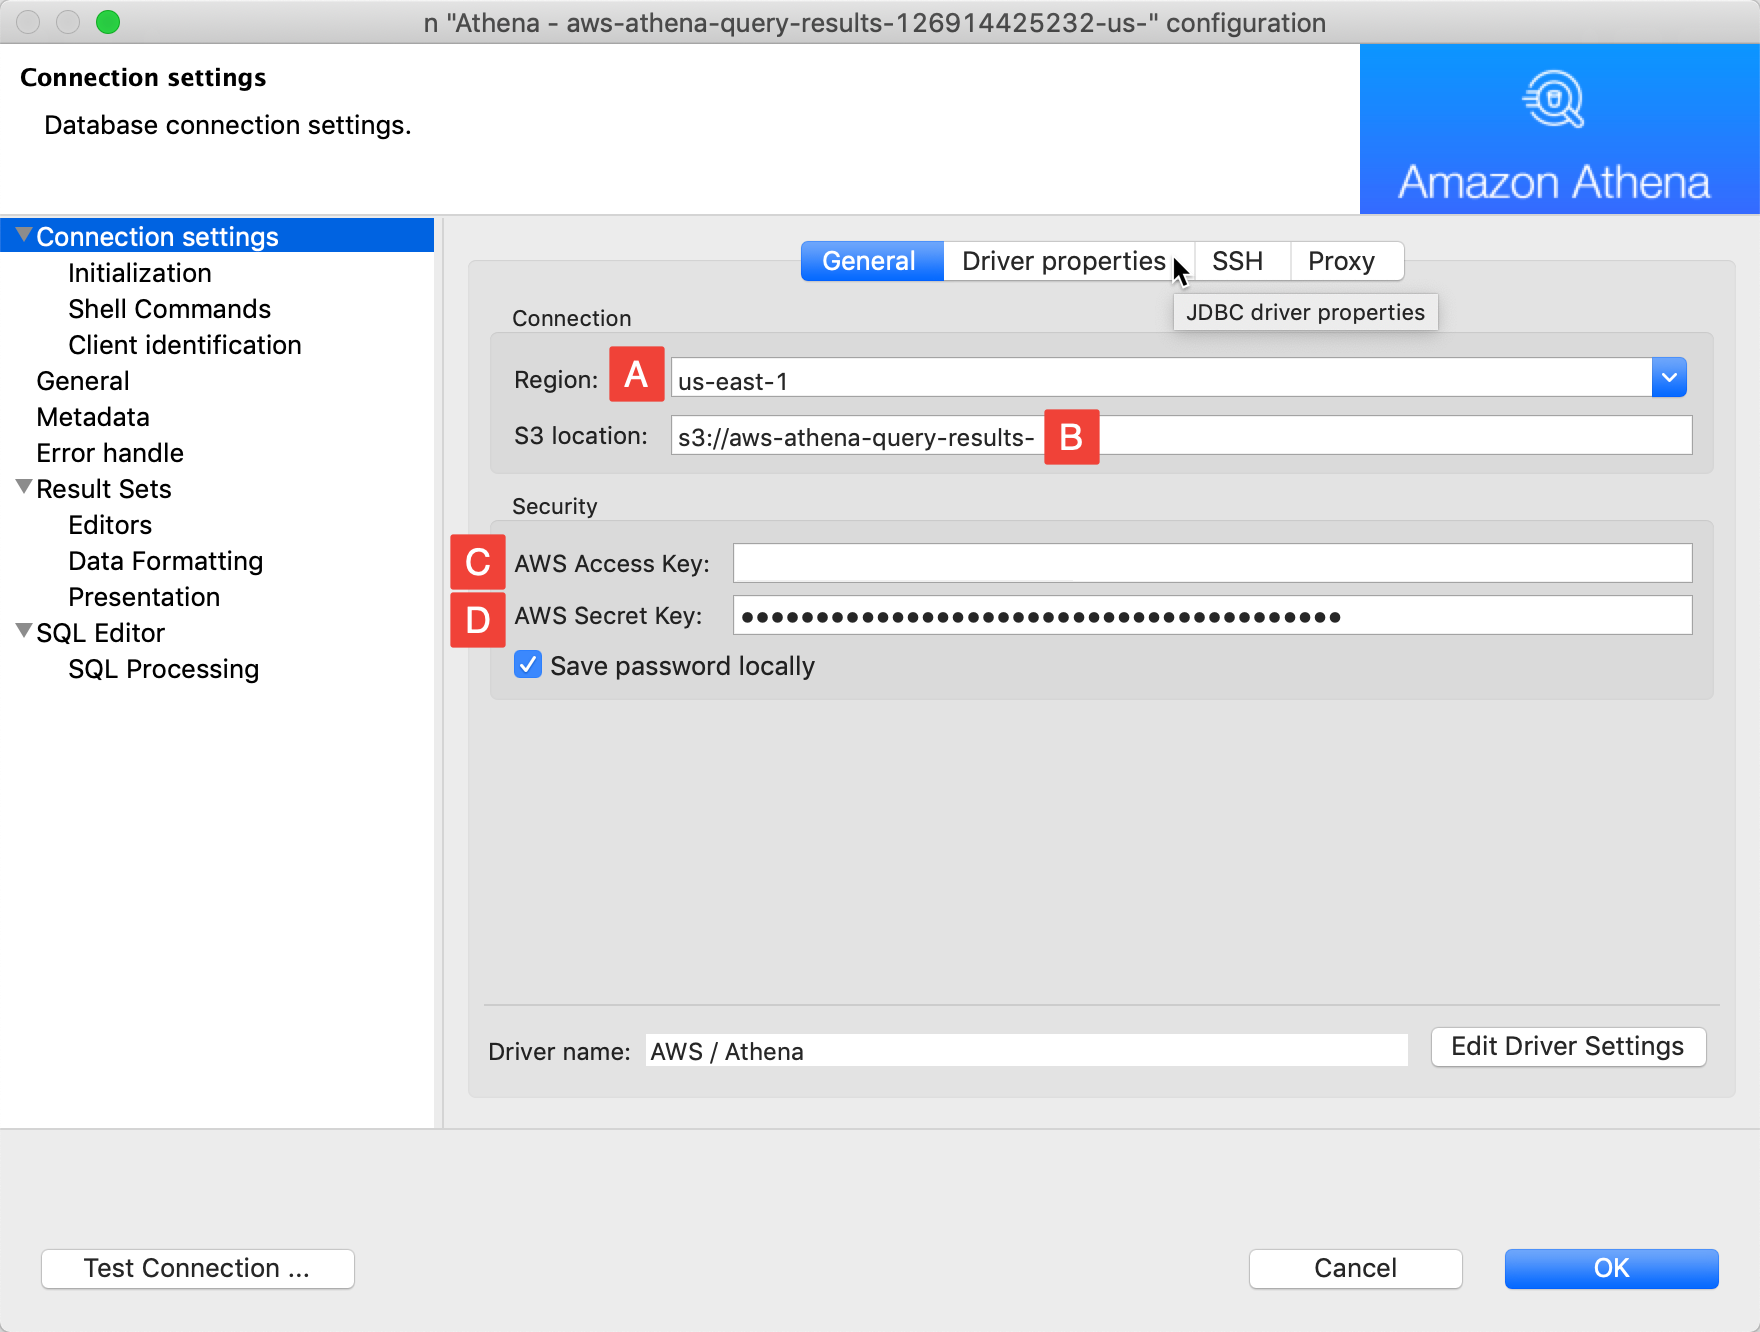 n "Athena - aws-athena-query-results-126914425232-us-" configuration
Connection settings
Database connection settings.
Amazon Athena
Connection settings
Initialization
Shell Commands
Client identification
General
Metadata
Error handle
Result Sets
Editors
Data Formatting
Presentation
SQL Editor
SQL Processing
General Driver properties SSH Proxy
JDBC driver properties
Connection
Region: A us-east-1
S3 location: s3://aws-athena-query-results- B
Security
C AWS Access Key:
D AWS Secret Key: ••••••••••••••••••••••••••••••••••••••••
Save password locally
Driver name: AWS / Athena Edit Driver Settings
Test Connection ... Cancel OK